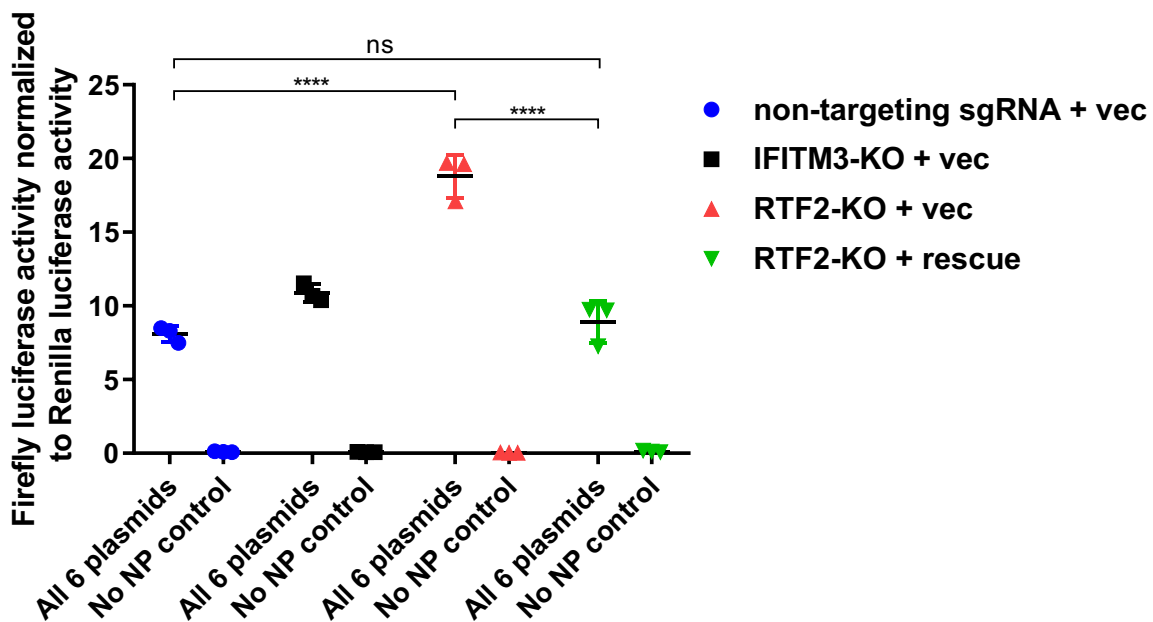 Firefly luciferase activity normalized
to Renilla luciferase activity
ns
****
****
25
20
15
10
5
0
All 6 plasmids
No NP control
All 6 plasmids
No NP control
All 6 plasmids
No NP control
All 6 plasmids
No NP control
non-targeting sgRNA + vec
IFITM3-KO + vec
RTF2-KO + vec
RTF2-KO + rescue